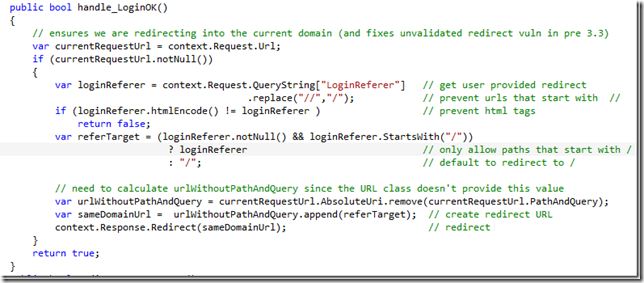 public bool handle_LoginOK()
{
    // ensures we are redirecting into the current domain (and fixes unvalidated redirect vuln in pre 3.3)
    var currentRequestUrl = context.Request.Url;
    if (currentRequestUrl.notNull())
    {
        var loginReferer = context.Request.QueryString["LoginReferer"]   // get user provided redirect
                                         .replace("//","/");             // prevent urls that start with  //
        if (loginReferer.htmlEncode() != loginReferer )                  // prevent html tags
            return false;
        var referTarget = (loginReferer.notNull() && loginReferer.StartsWith("/"))
                            ? loginReferer                               // only allow paths that start with /
                            : "/";                                       // default to redirect to /
        // need to calculate urlWithoutPathAndQuery since the URL class doesn't provide this value
        var urlWithoutPathAndQuery = currentRequestUrl.AbsoluteUri.remove(currentRequestUrl.PathAndQuery);
        var sameDomainUrl =  urlWithoutPathAndQuery.append(referTarget);  // create redirect URL
        context.Response.Redirect(sameDomainUrl);                         // redirect
    }
    return true;
}